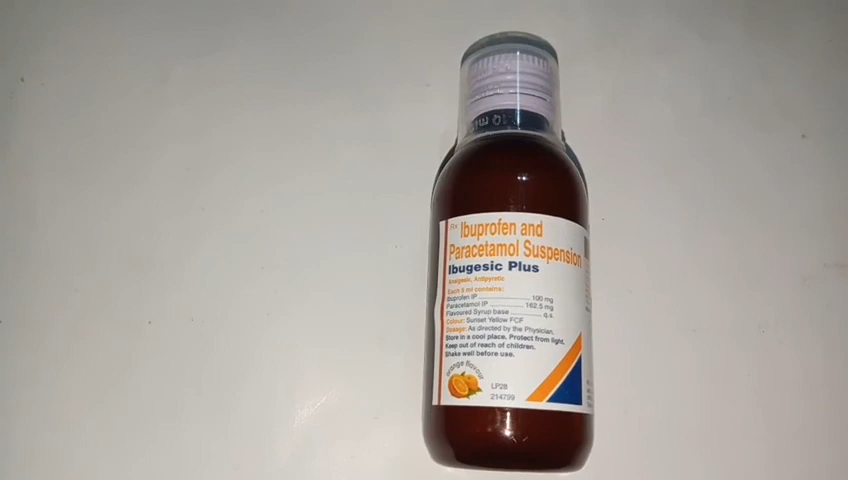 Rx Ibuprofen and
Paracetamol Suspension
Ibugesic Plus
Analgesic, Antipyretic
Each 5 ml contains:
Ibuprofen IP ........................ 100 mg
Paracetamol IP ................ 162.5 mg
Flavoured Syrup base ............ q.s.
Colour: Sunset Yellow FCF
Dosage: As directed by the Physician.
Store in a cool place. Protect from light.
Keep out of reach of children.
Shake well before use.
orange flavour
LP28
214799